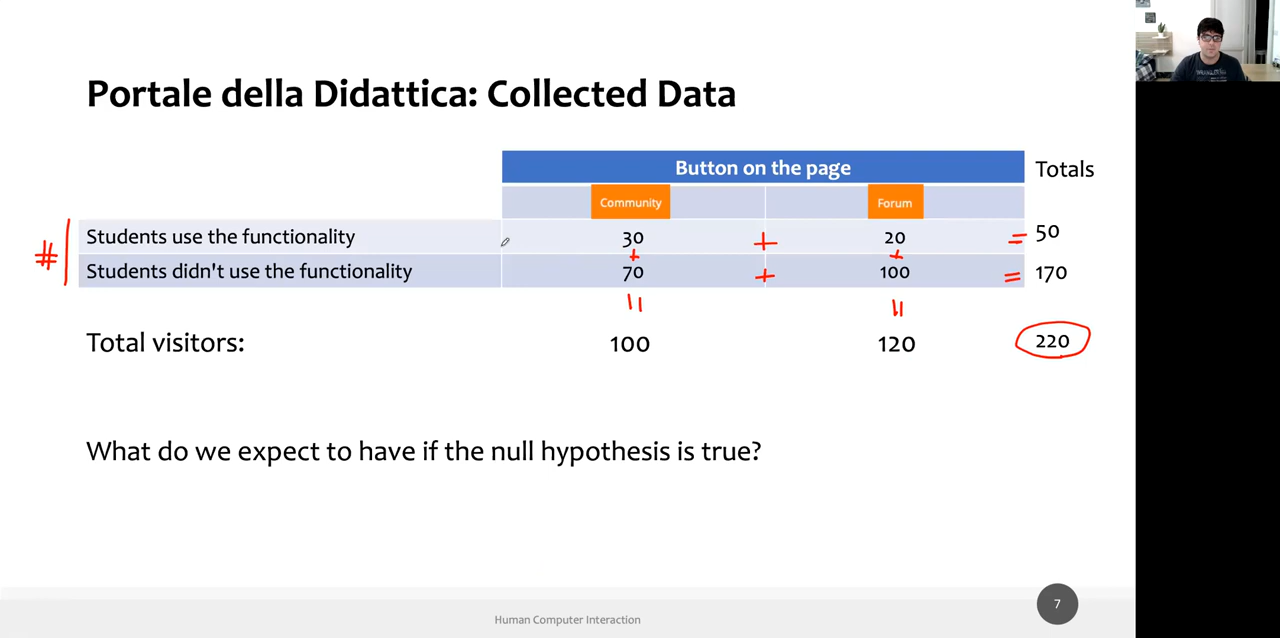 Portale della Didattica: Collected Data
Button on the page Totals
Community Forum
# Students use the functionality 30 + 20 = 50
+ +
Students didn't use the functionality 70 + 100 = 170
= =
Total visitors: 100 120 220
What do we expect to have if the null hypothesis is true?
7
Human Computer Interaction